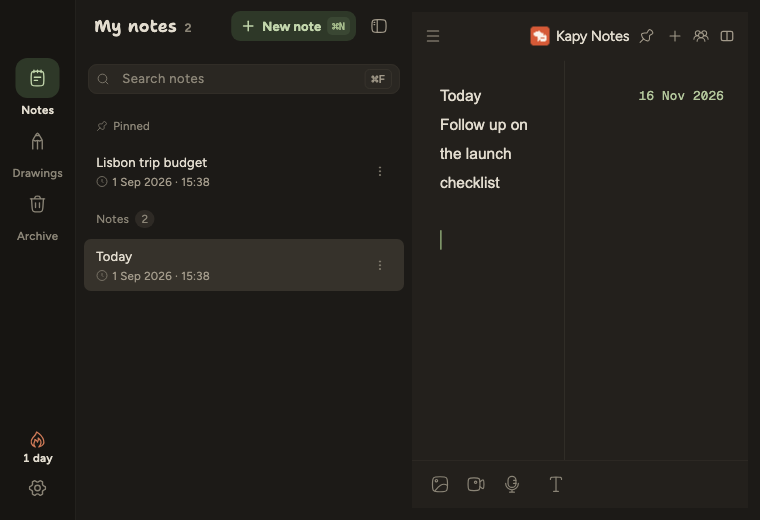 My notes 2
+ New note ⌘N
Search notes ⌘F
Notes
Drawings
Archive
1 day
Pinned
Lisbon trip budget
1 Sep 2026 · 15:38
Notes 2
Today
1 Sep 2026 · 15:38
Kapy Notes
Today
16 Nov 2026
Follow up on
the launch
checklist